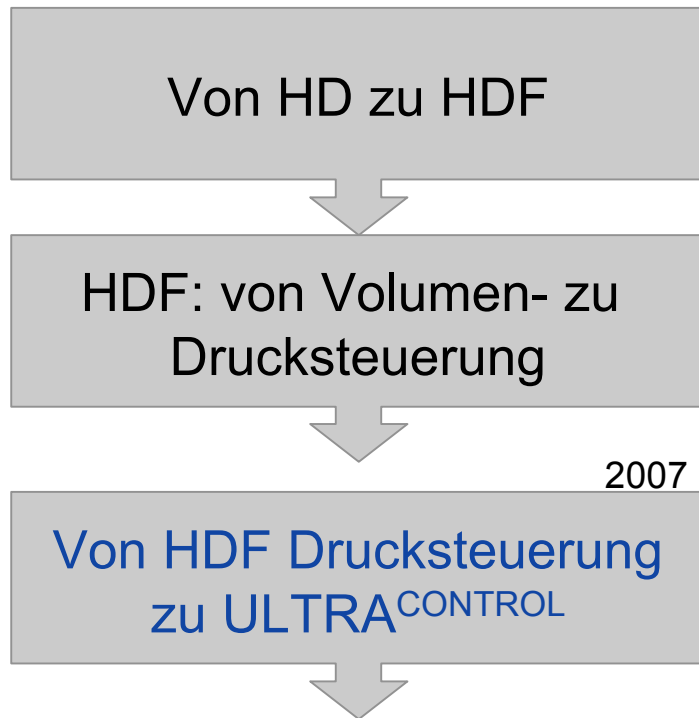 Von HD zu HDF
HDF: von Volumen- zu
Drucksteuerung
2007
Von HDF Drucksteuerung
zu ULTRACONTROL